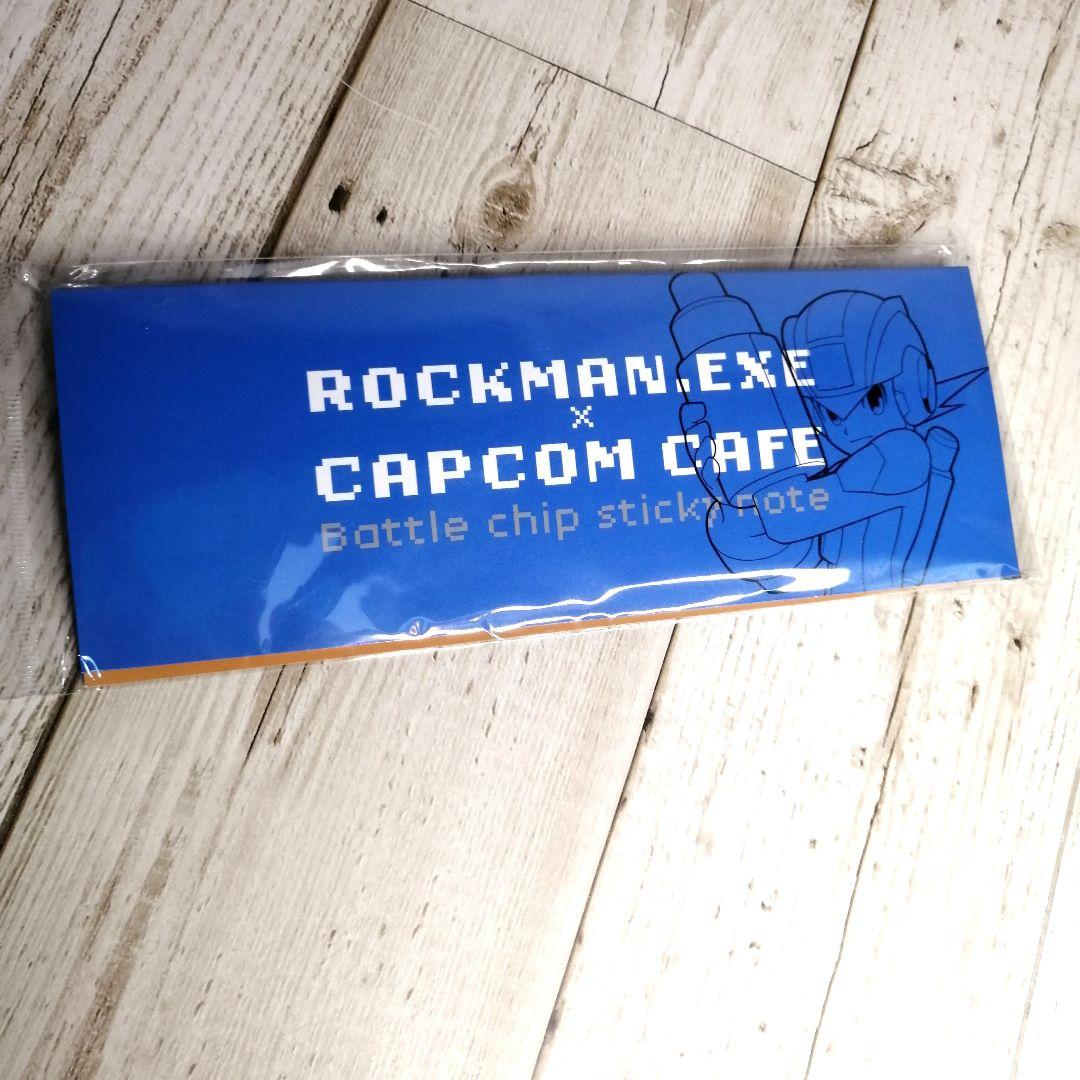 ROCKMAN.EXE
×
CAPCOM CAFE
Battle chip sticky note